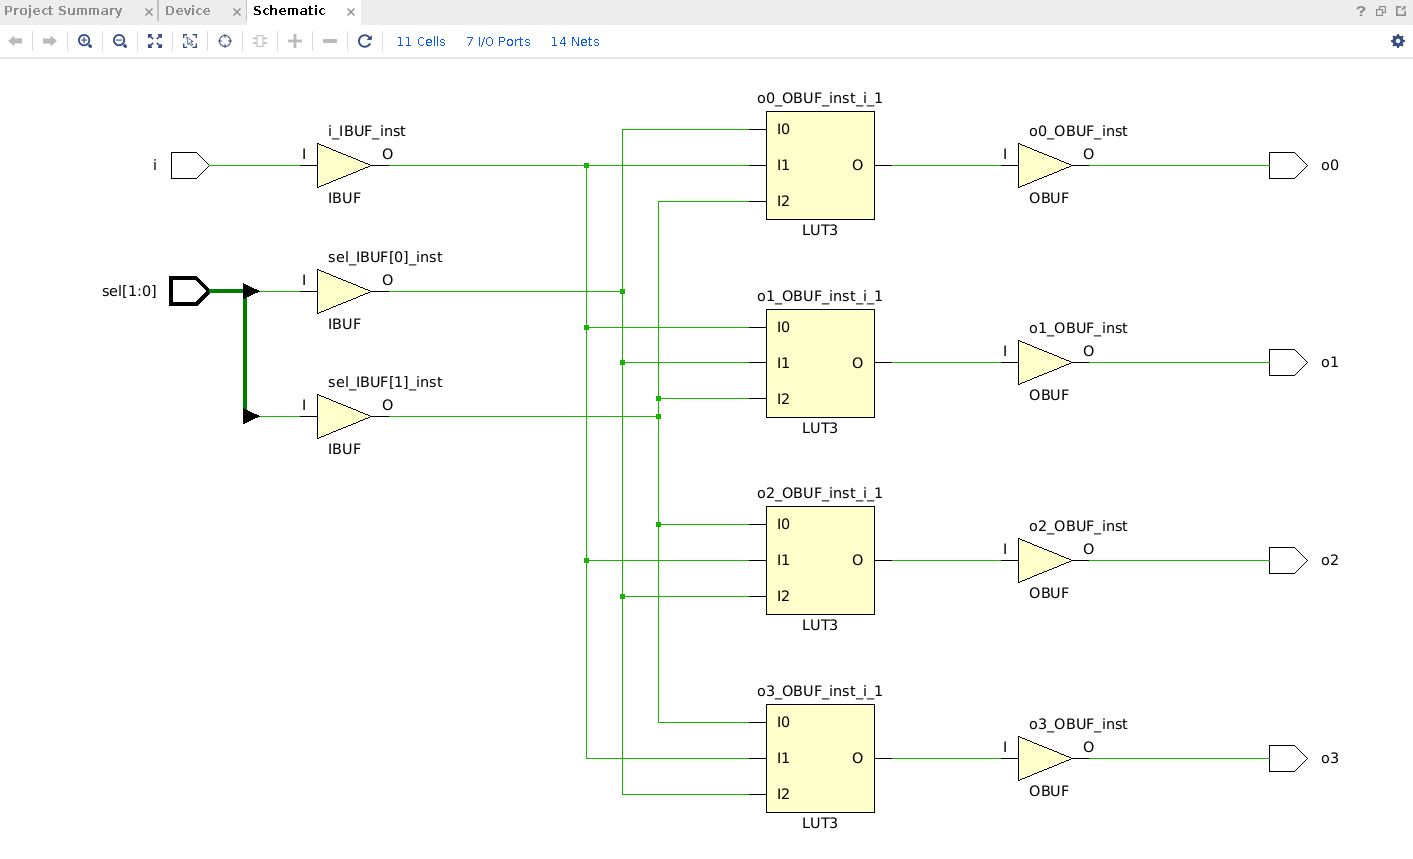 Project Summary × Device × Schematic ×
?
11 Cells 7 I/O Ports 14 Nets
o0_OBUF_inst_i_1
i_IBUF_inst
I0
o0_OBUF_inst
I O
I1 O
I O
i
o0
IBUF
I2
OBUF
LUT3
sel_IBUF[0]_inst
I O
sel[1:0]
o1_OBUF_inst_i_1
IBUF
I0
o1_OBUF_inst
I1 O
I O
o1
sel_IBUF[1]_inst
I2
OBUF
I O
LUT3
IBUF
o2_OBUF_inst_i_1
I0
o2_OBUF_inst
I1 O
I O
o2
I2
OBUF
LUT3
o3_OBUF_inst_i_1
I0
o3_OBUF_inst
I1 O
I O
o3
I2
OBUF
LUT3